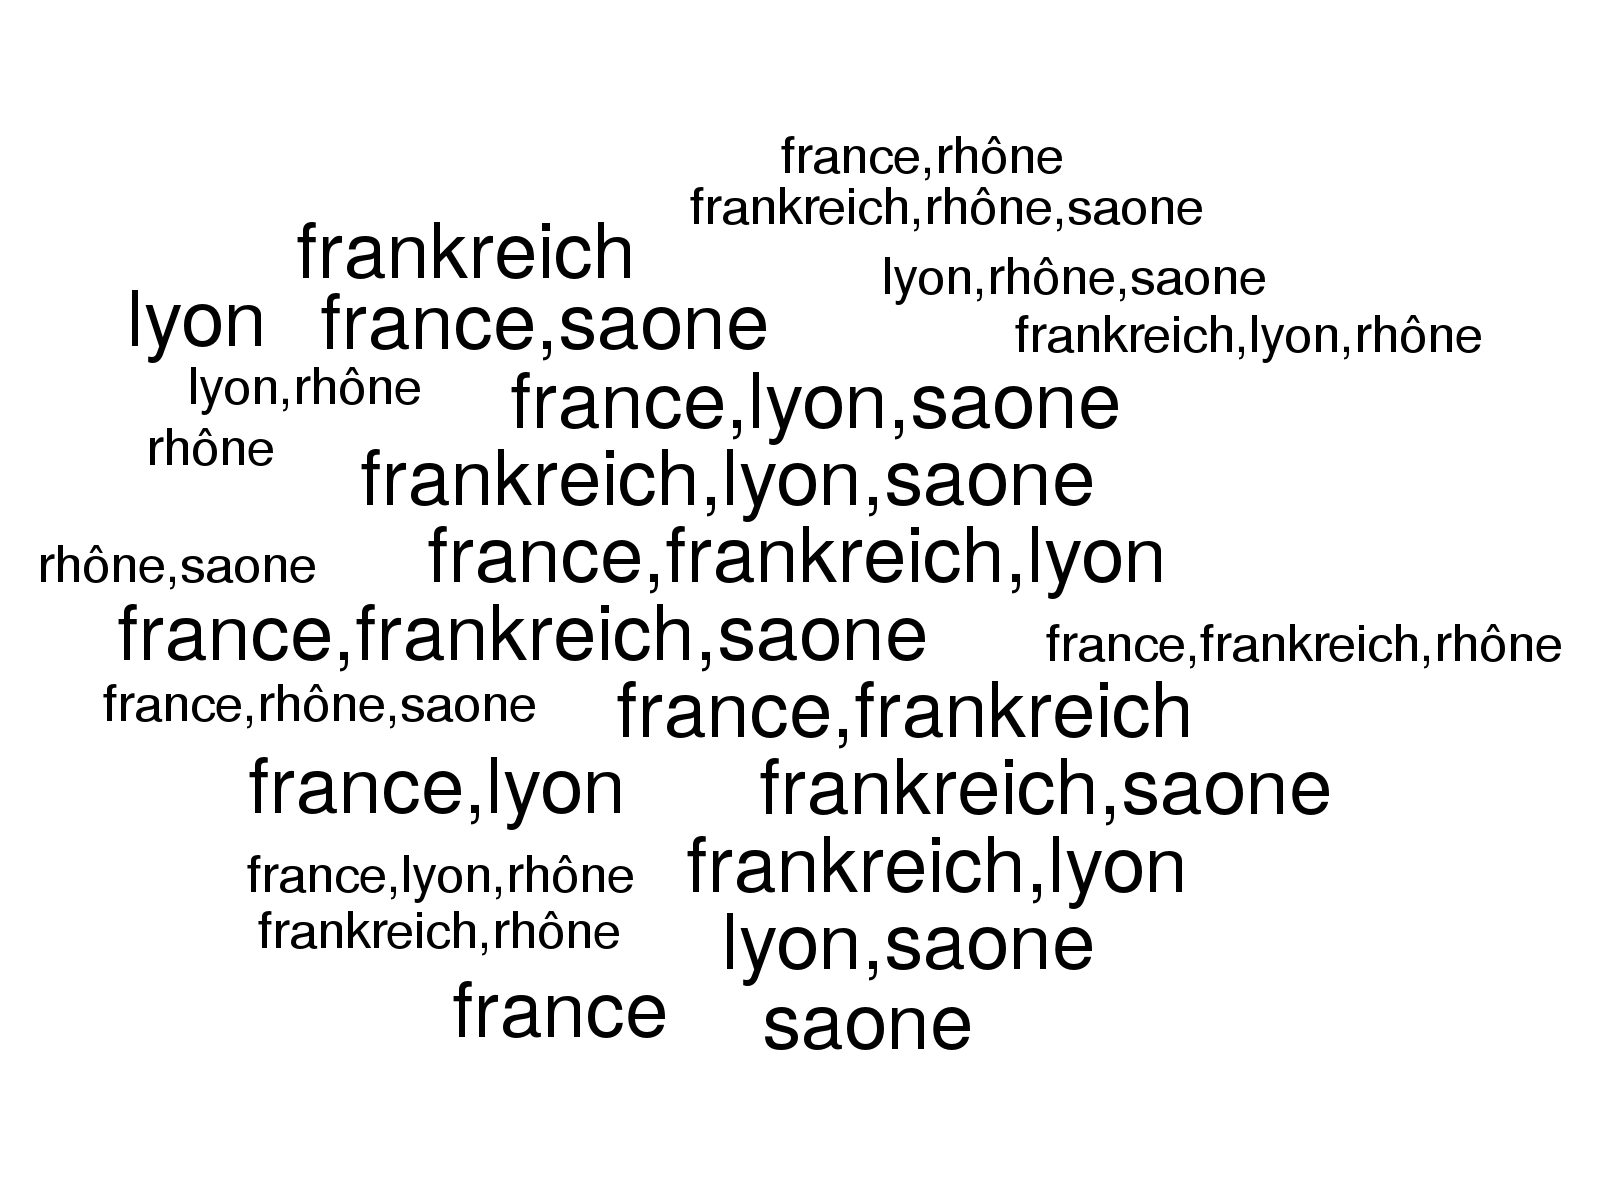 france,rhône
frankreich,rhône,saone
frankreich
lyon,rhône,saone
lyon france,saone
frankreich,lyon,rhône
lyon,rhône
france,lyon,saone
rhône
frankreich,lyon,saone
france,frankreich,lyon
rhône,saone
france,frankreich,saone
france,frankreich,rhône
france,rhône,saone
france,frankreich
france,lyon
frankreich,saone
france,lyon,rhône
frankreich,lyon
frankreich,rhône
lyon,saone
france
saone